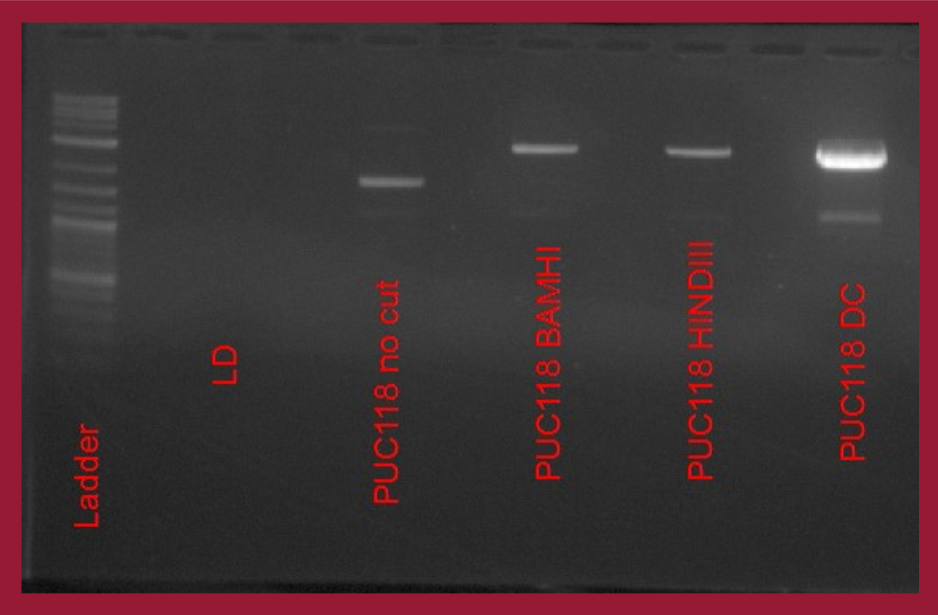 Ladder
LD
PUC118 no cut
PUC118 BAMHI
PUC118 HINDIII
PUC118 DC